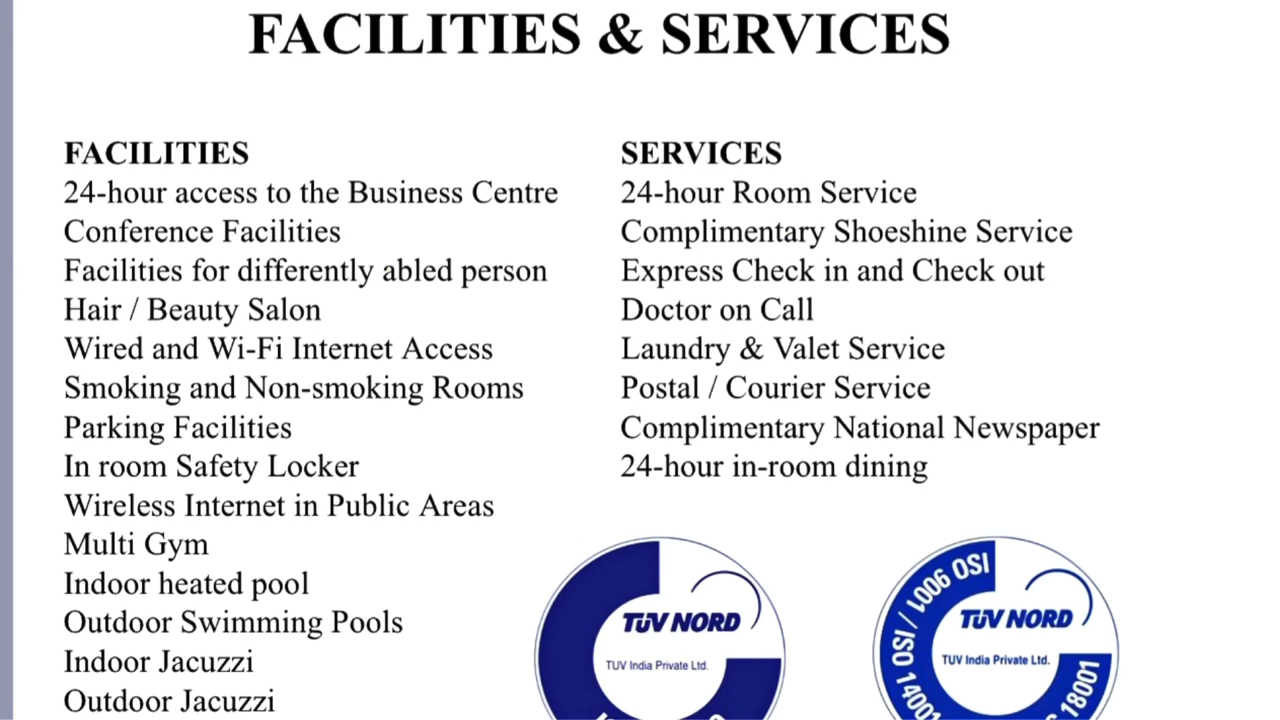 FACILITIES & SERVICES
FACILITIES
24-hour access to the Business Centre
Conference Facilities
Facilities for differently abled person
Hair / Beauty Salon
Wired and Wi-Fi Internet Access
Smoking and Non-smoking Rooms
Parking Facilities
In room Safety Locker
Wireless Internet in Public Areas
Multi Gym
Indoor heated pool
Outdoor Swimming Pools
Indoor Jacuzzi
Outdoor Jacuzzi
SERVICES
24-hour Room Service
Complimentary Shoeshine Service
Express Check in and Check out
Doctor on Call
Laundry & Valet Service
Postal / Courier Service
Complimentary National Newspaper
24-hour in-room dining
TÜV NORD
TUV India Private Ltd.
ISO 9001 / ISO 14001
18001
TÜV NORD
TUV India Private Ltd.